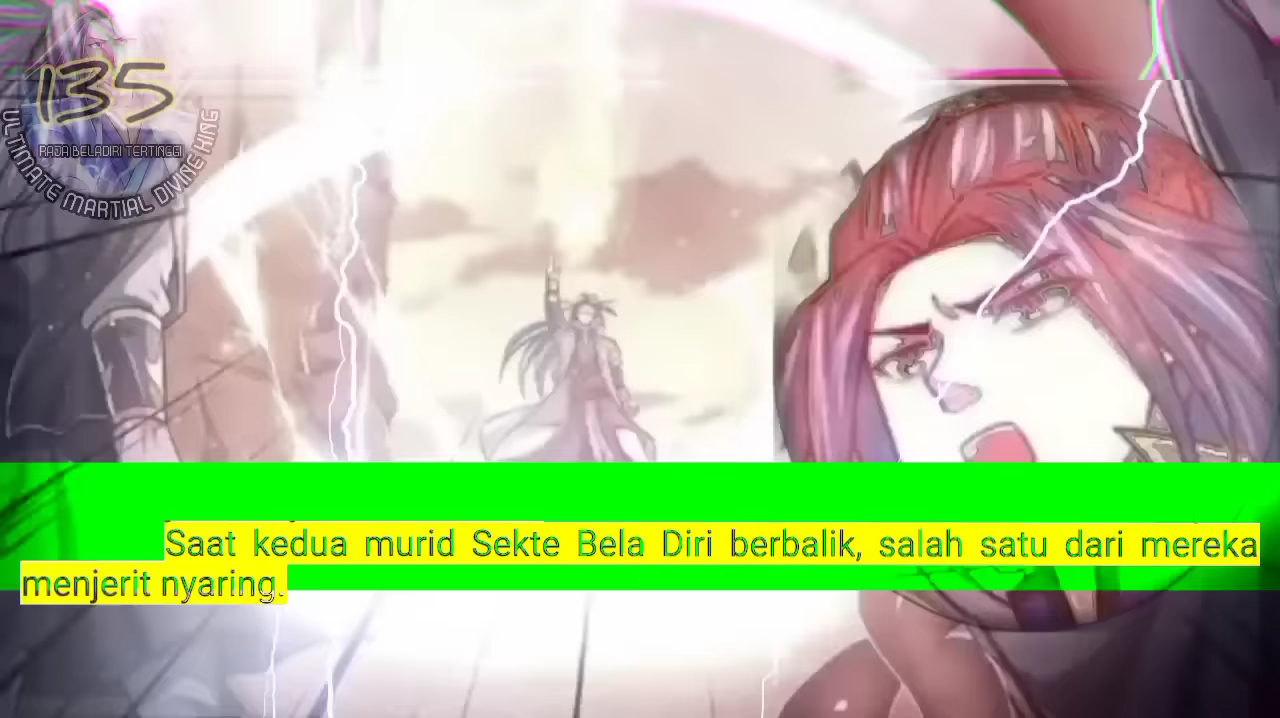 135
RAJA BELADIRI TERTINGGI
ULTIMATE MARTIAL DIVINE KING
Saat kedua murid Sekte Bela Diri berbalik, salah satu dari mereka
menjerit nyaring.